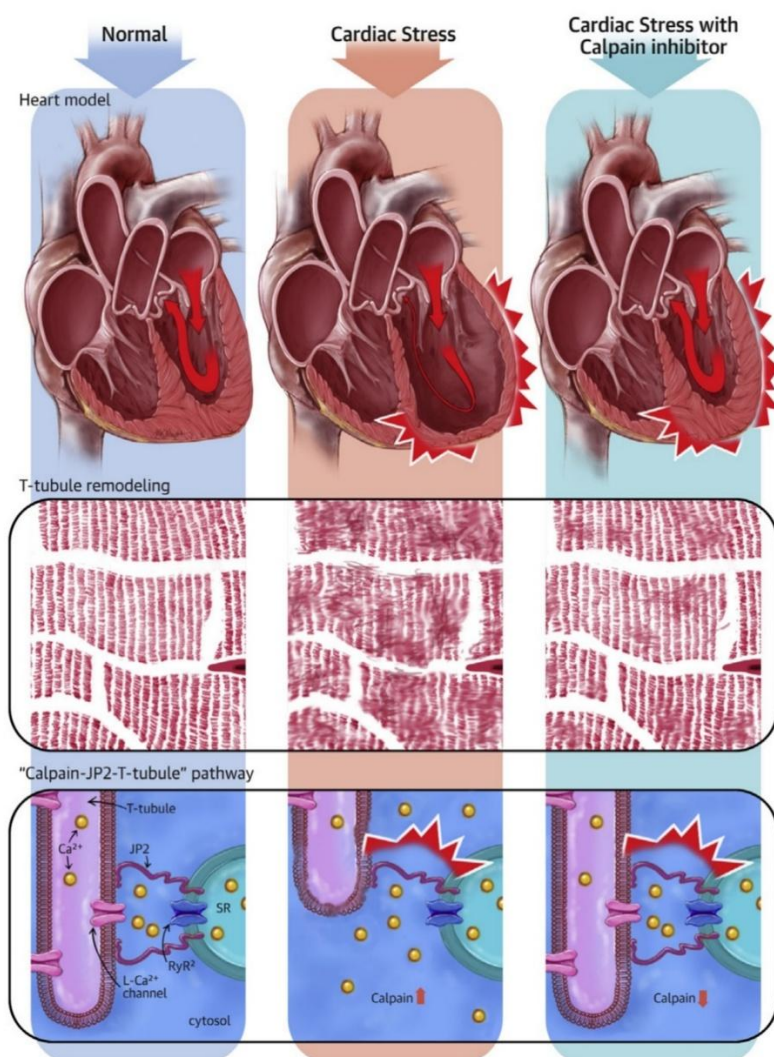 Normal
Cardiac Stress
Cardiac Stress with
Calpain inhibitor
Heart model
T-tubule remodeling
"Calpain-JP2-T-tubule" pathway
T-tubule
Ca²⁺
JP2
SR
RyR²
L-Ca²⁺
channel
cytosol
Calpain
Calpain